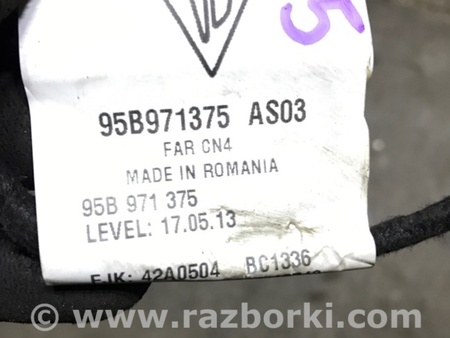 5
95B971375 AS03
FAR CN4
MADE IN ROMANIA
95B 971 375
LEVEL: 17.05.13
EJK: 42A0504 BC1336
© www.razborki.com